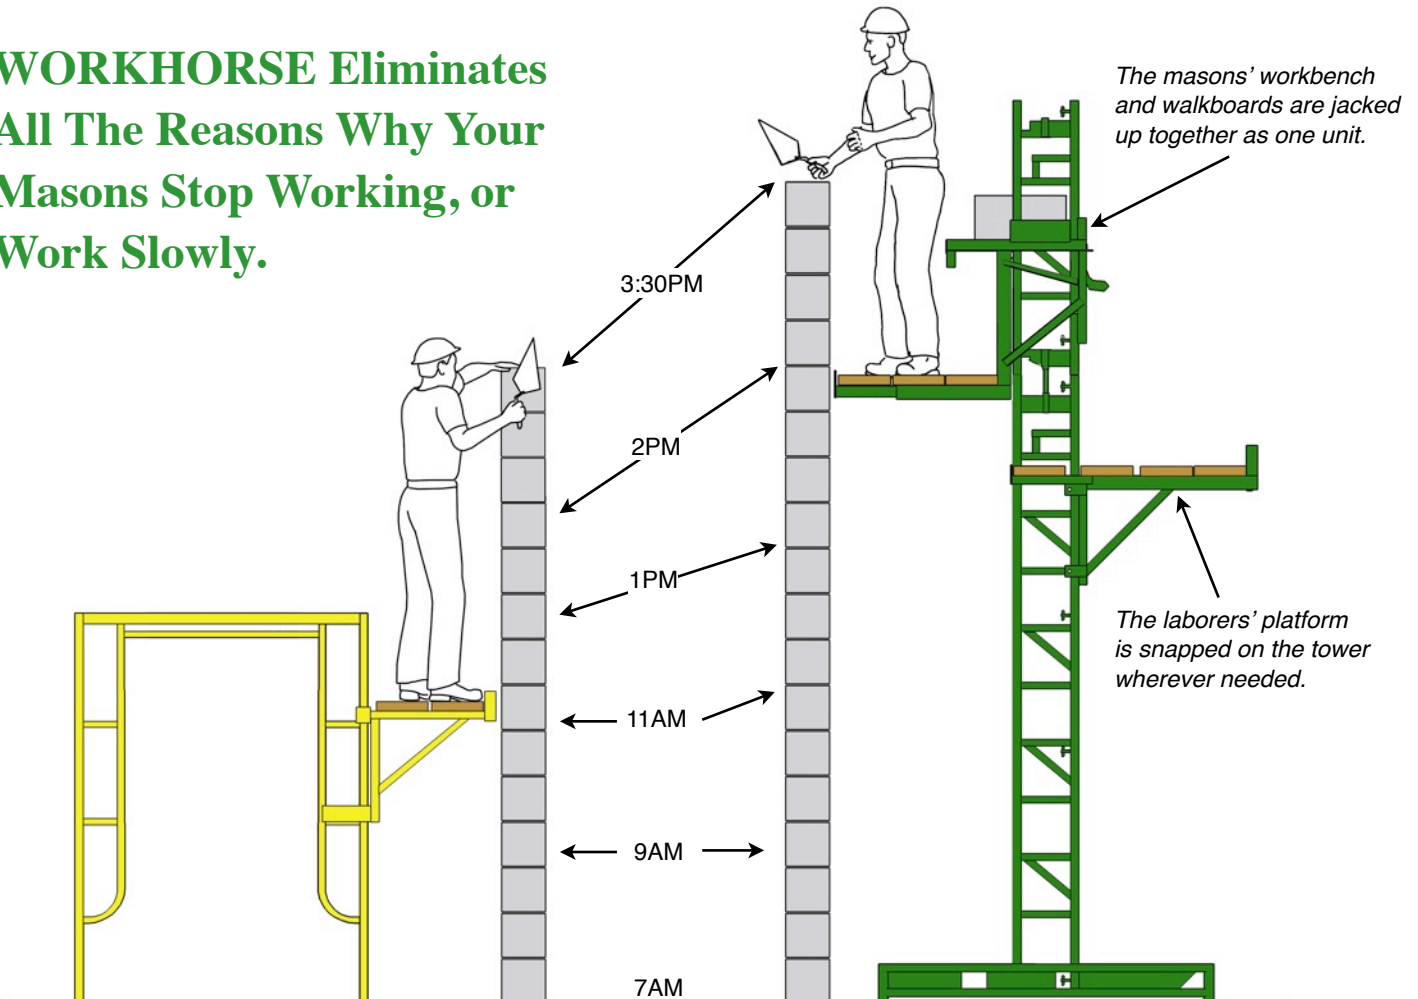 WORKHORSE Eliminates
All The Reasons Why Your
Masons Stop Working, or
Work Slowly.
The masons’ workbench
and walkboards are jacked
up together as one unit.
3:30PM
2PM
1PM
The laborers’ platform
is snapped on the tower
wherever needed.
11AM
9AM
7AM